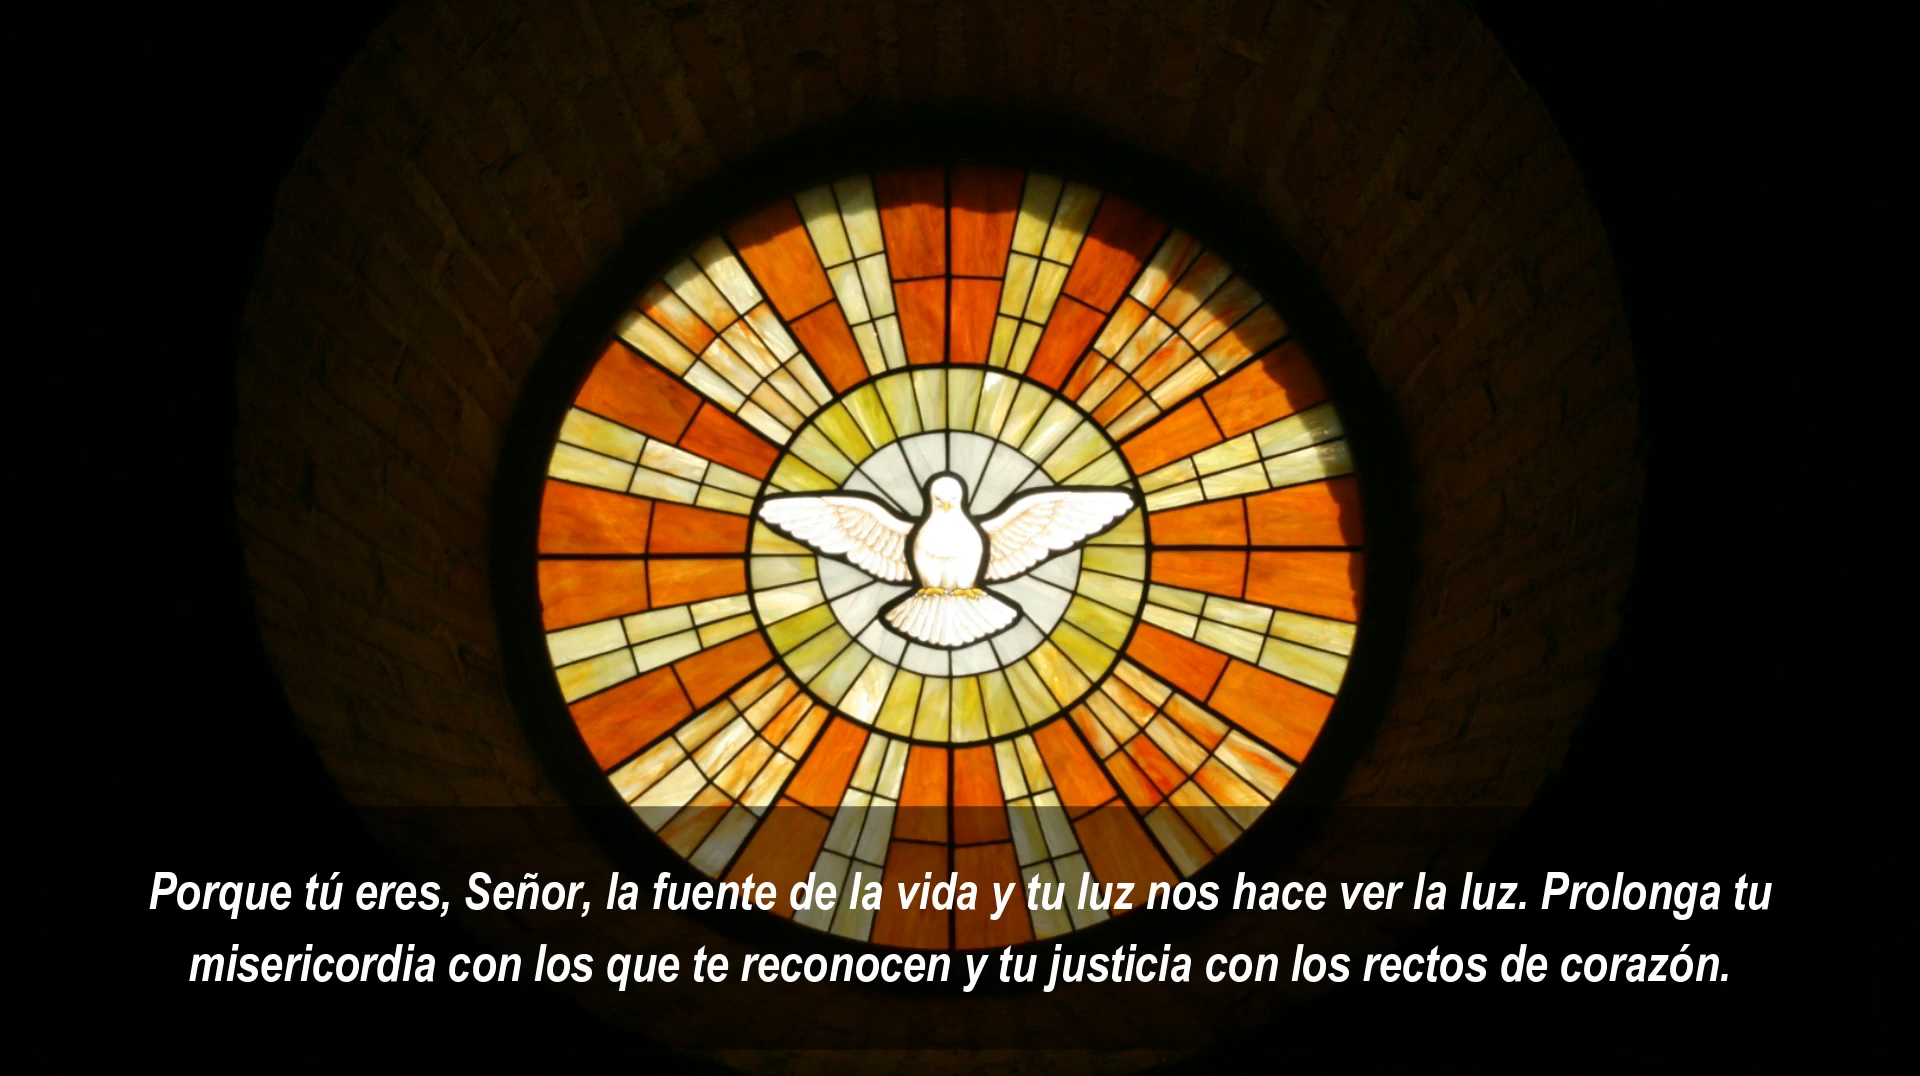 Porque tú eres, Señor, la fuente de la vida y tu luz nos hace ver la luz. Prolonga tu
misericordia con los que te reconocen y tu justicia con los rectos de corazón.